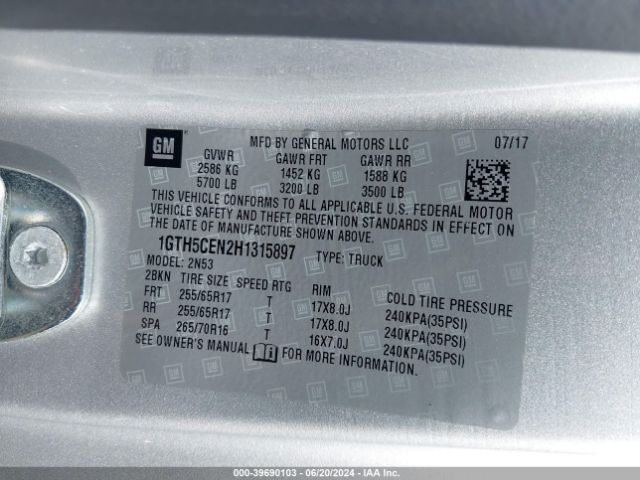 GM
MFD BY GENERAL MOTORS LLC 07/17
GVWR GAWR FRT GAWR RR
2586 KG 1452 KG 1588 KG
5700 LB 3200 LB 3500 LB
THIS VEHICLE CONFORMS TO ALL APPLICABLE U.S. FEDERAL MOTOR
VEHICLE SAFETY AND THEFT PREVENTION STANDARDS IN EFFECT ON
THE DATE OF MANUFACTURE SHOWN ABOVE.
1GTH5CEN2H1315897 TYPE: TRUCK
MODEL: 2N53
2BKN TIRE SIZE SPEED RTG RIM COLD TIRE PRESSURE
FRT 255/65R17 T 17X8.0J 240KPA(35PSI)
RR 255/65R17 T 17X8.0J 240KPA(35PSI)
SPA 265/70R16 T 16X7.0J 240KPA(35PSI)
SEE OWNER'S MANUAL FOR MORE INFORMATION.
000-39690103 - 06/20/2024 - IAA Inc.